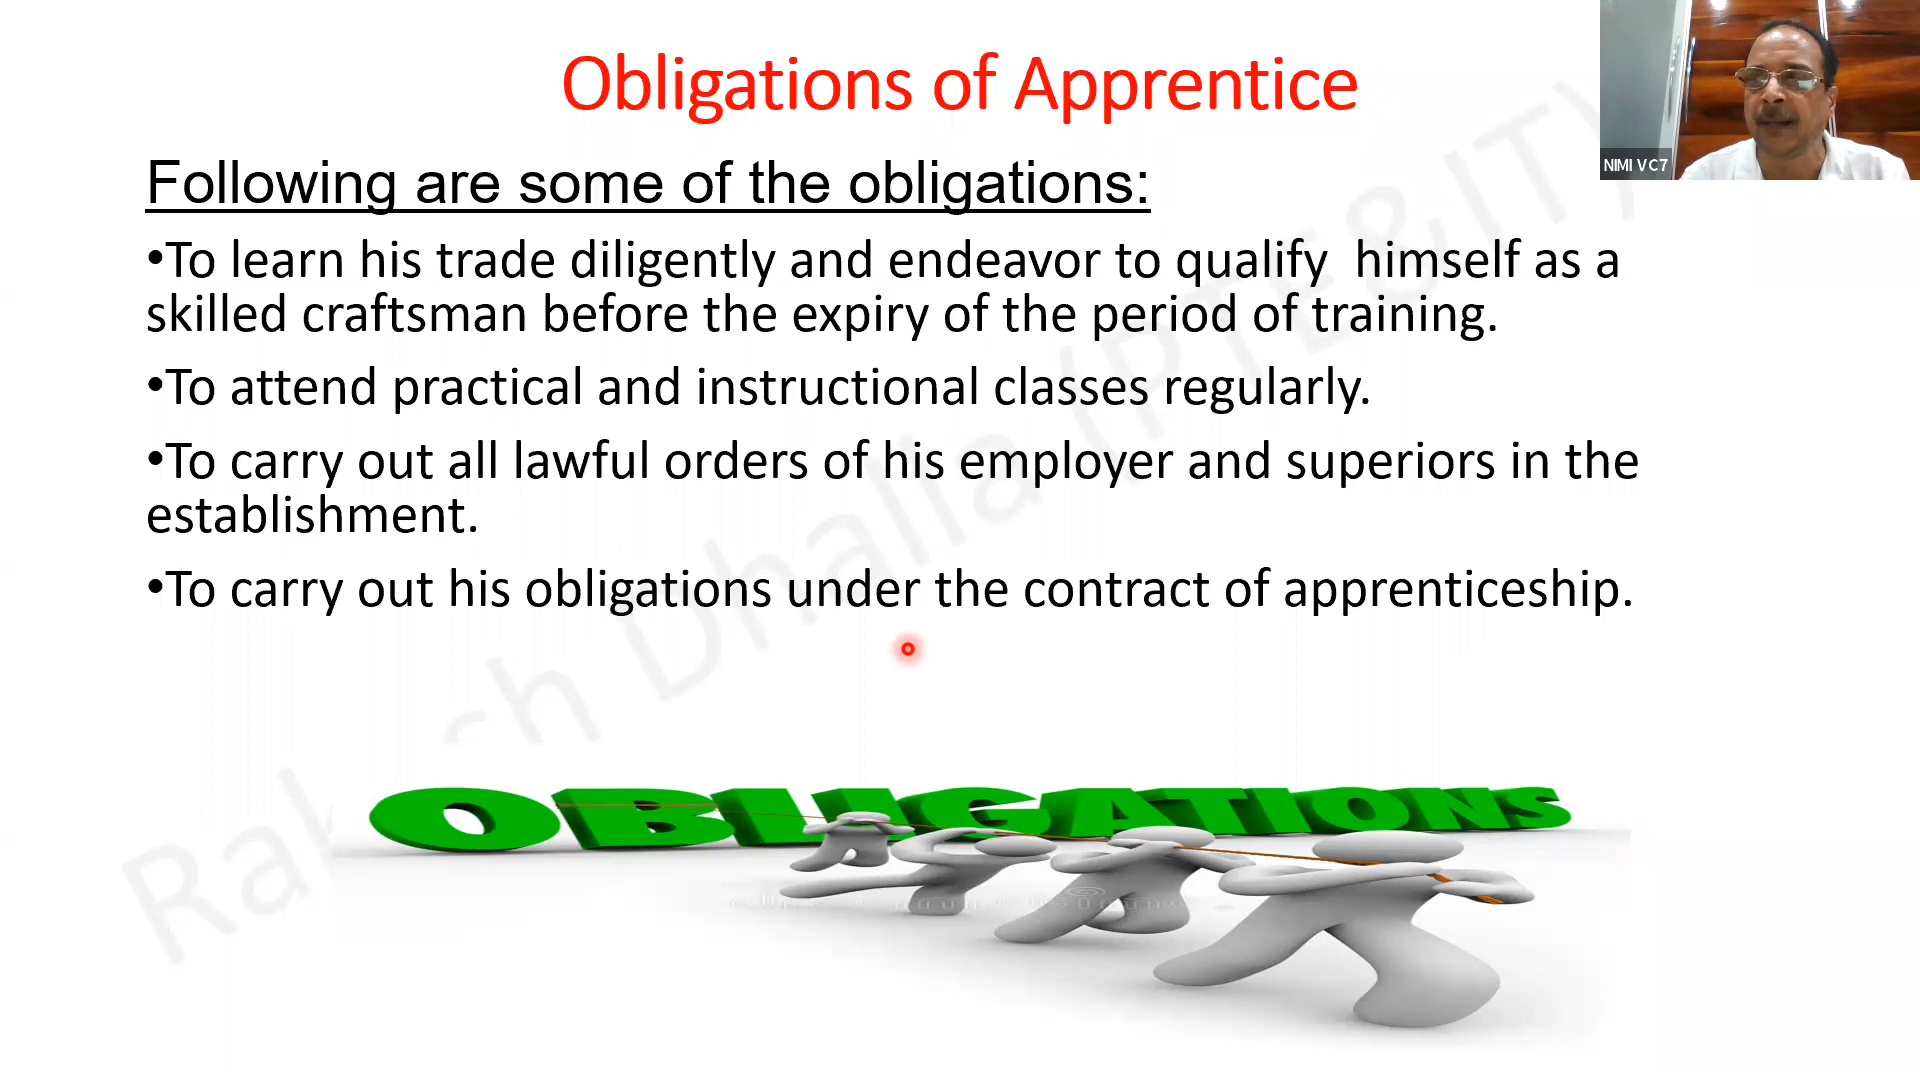 Obligations of Apprentice
NIMI VC7
Following are some of the obligations:
•To learn his trade diligently and endeavor to qualify  himself as a
skilled craftsman before the expiry of the period of training.
•To attend practical and instructional classes regularly.
•To carry out all lawful orders of his employer and superiors in the
establishment.
•To carry out his obligations under the contract of apprenticeship.
OBLIGATIONS